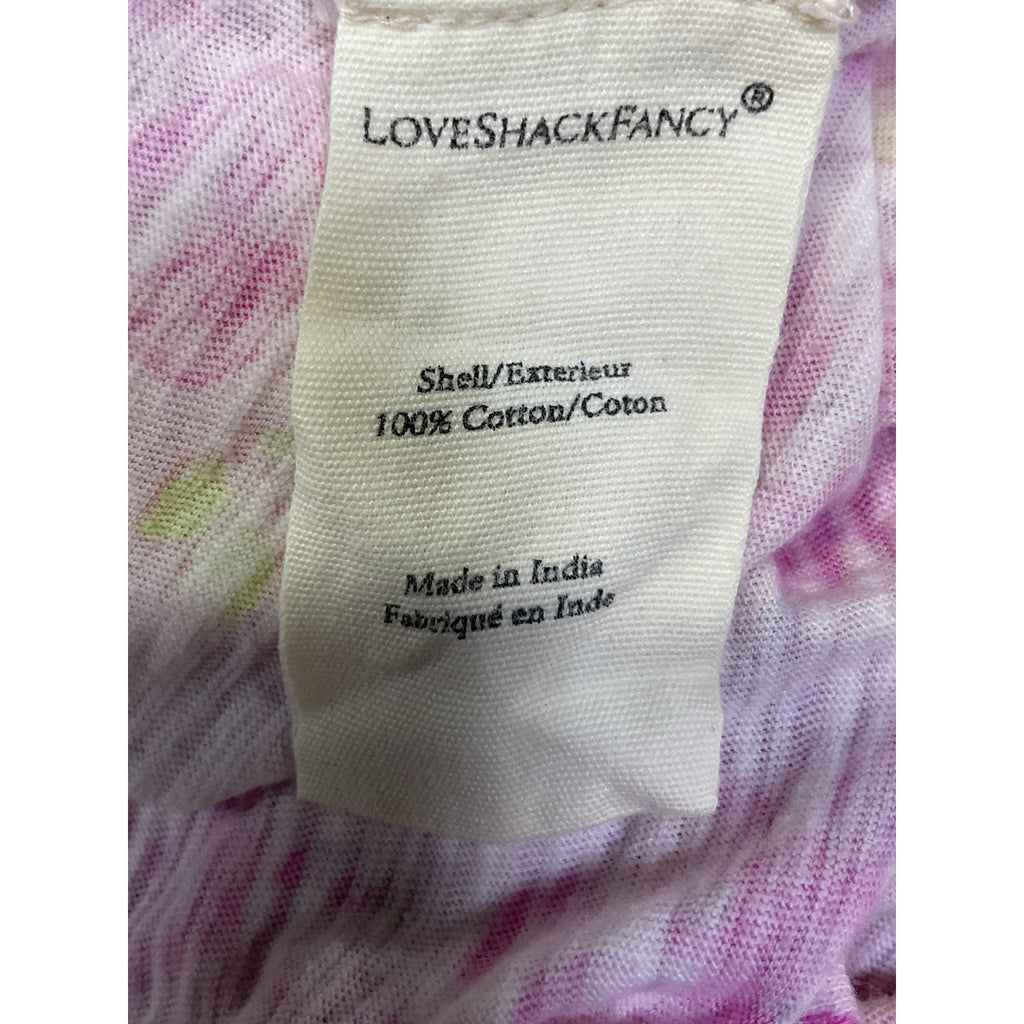 LOVESHACKFANCY®
Shell/Exterieur
100% Cotton/Coton
Made in India
Fabriqué en Inde